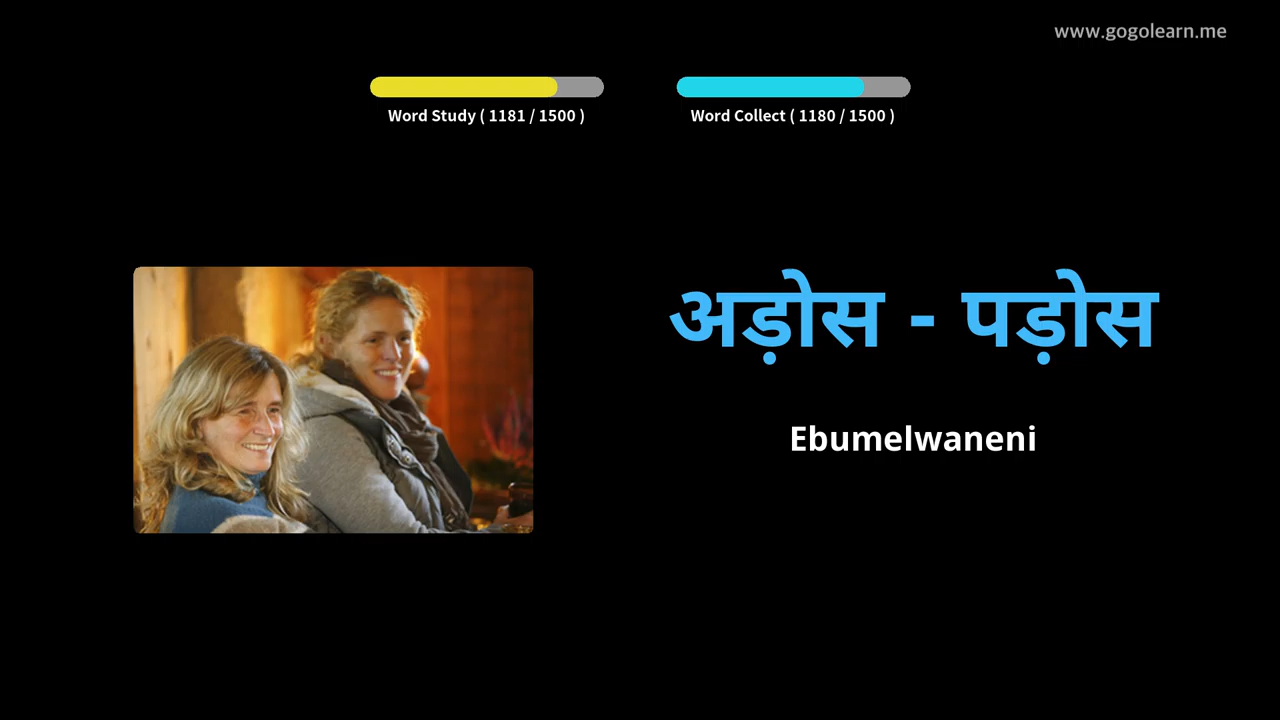 www.gogolearn.me
Word Study ( 1181 / 1500 )
Word Collect ( 1180 / 1500 )
अड़ोस - पड़ोस
Ebumelwaneni